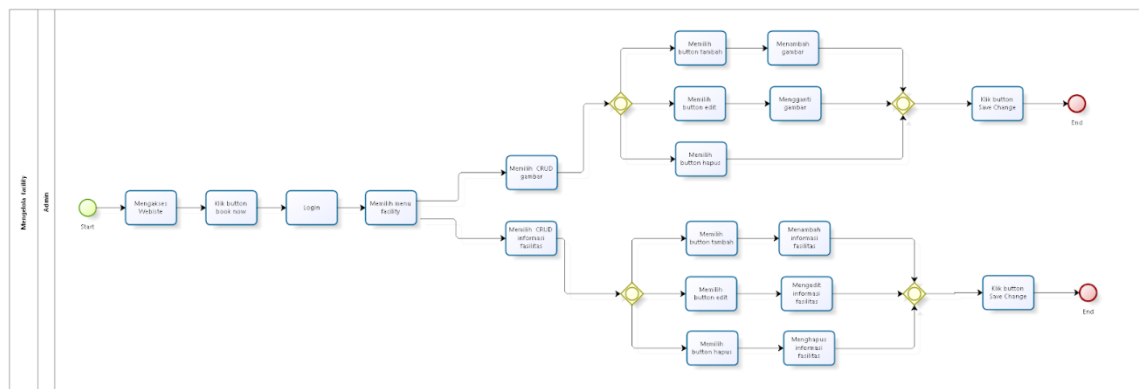 Mengelola facility
Admin
Start
Mengakses
Website
Klik button
book now
Login
Memilih menu
facility
Memilih CRUD
gambar
Memilih CRUD
informasi
fasilitas
Memilih
button tambah
Menambah
gambar
Memilih
button edit
Mengganti
gambar
Memilih
button hapus
Klik button
Save Change
End
Memilih
button tambah
Menambah
informasi
fasilitas
Memilih
button edit
Mengedit
informasi
fasilitas
Memilih
button hapus
Menghapus
informasi
fasilitas
Klik button
Save Change
End